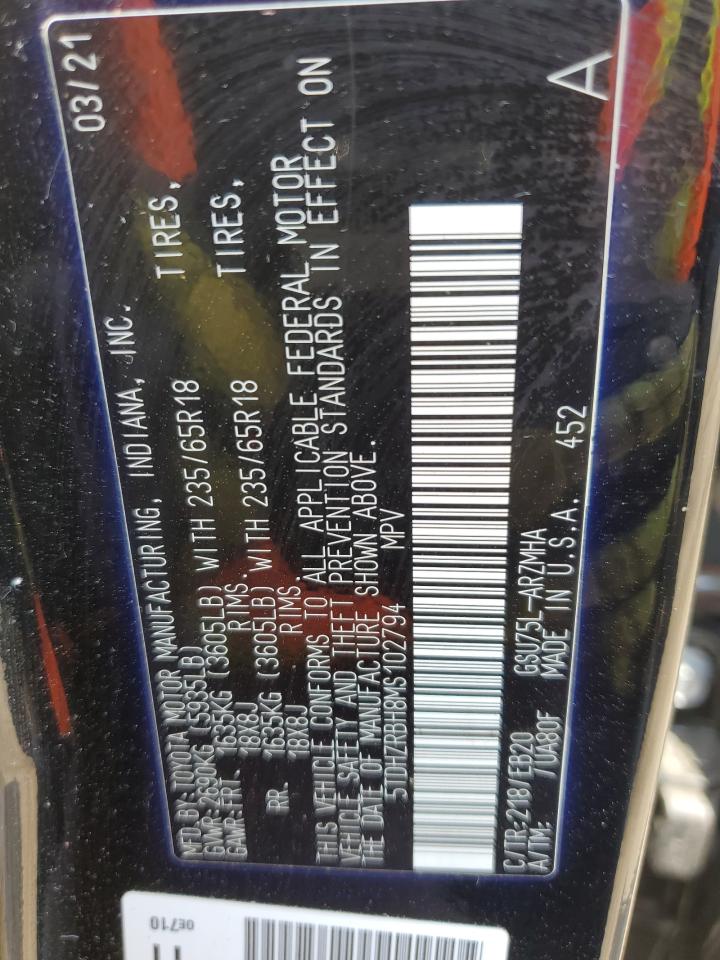 MFD BY: TOYOTA MOTOR MANUFACTURING, INDIANA, INC. 03/21
GVWR: 2690KG (5935LB)
GAWR: FR. 1635KG (3605LB) WITH 235/65R18 TIRES,
18X8J RIMS.
RR. 1635KG (3605LB) WITH 235/65R18 TIRES,
18X8J RIMS.
THIS VEHICLE CONFORMS TO ALL APPLICABLE FEDERAL MOTOR
VEHICLE SAFETY AND THEFT PREVENTION STANDARDS IN EFFECT ON
THE DATE OF MANUFACTURE SHOWN ABOVE.
5TDHZRBH8MS102794 MPV
C/TR: 218/EB20 GSU75L-ARZMHA
A/TM: /UA80F MADE IN U.S.A. 452 A
0E710